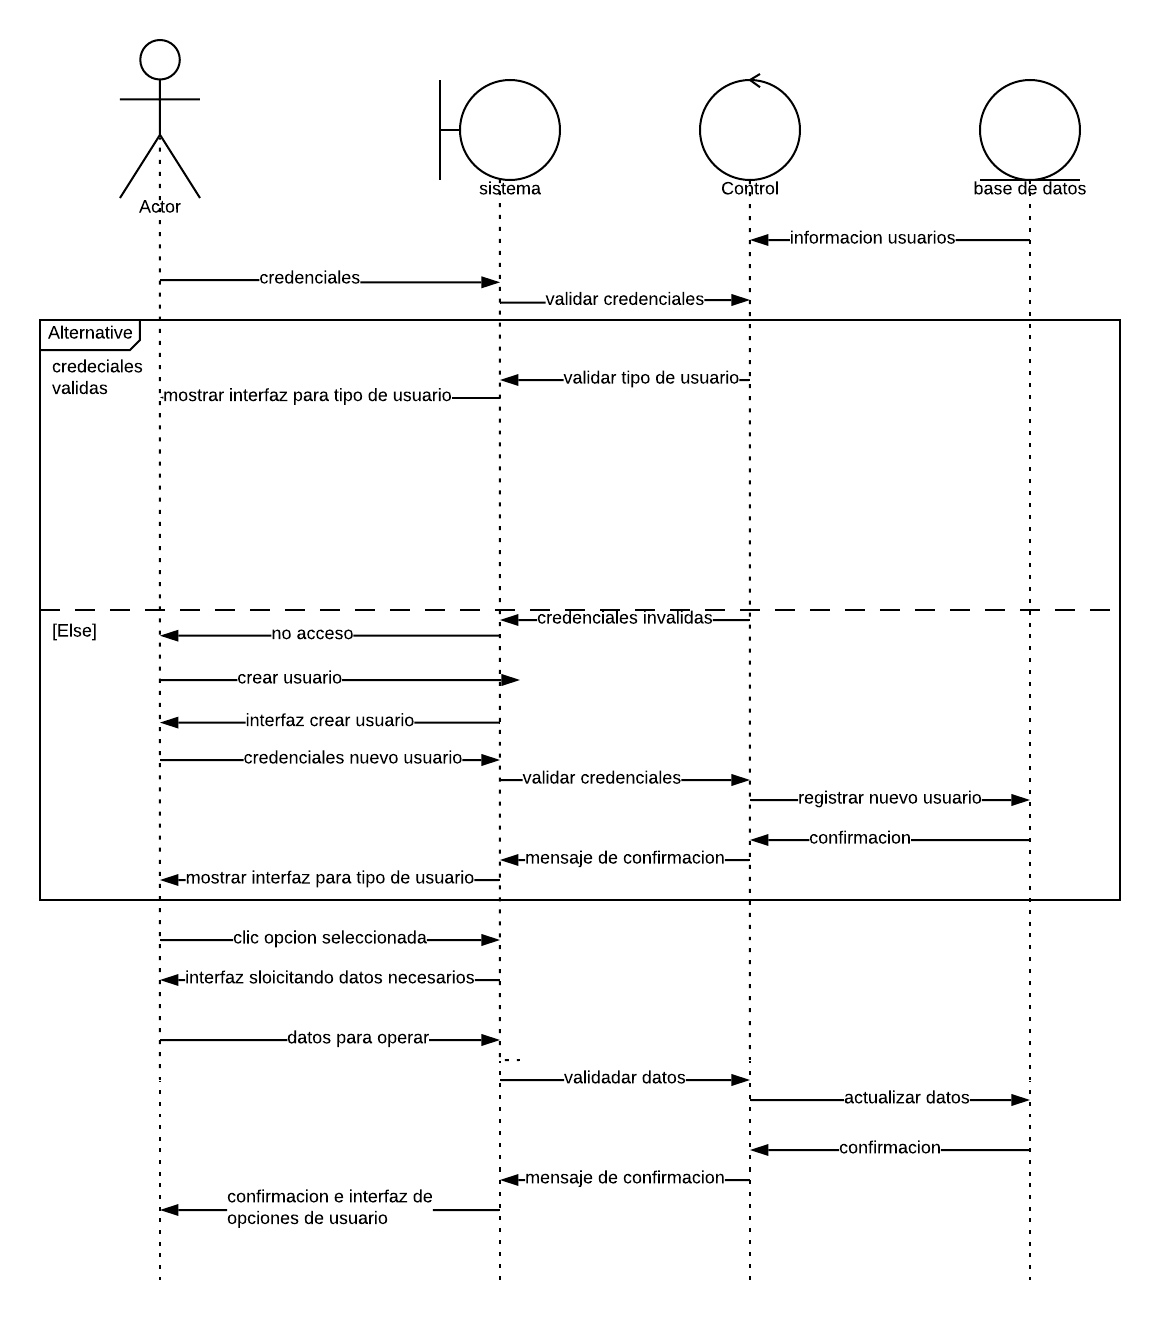 Actor
sistema
Control
base de datos
informacion usuarios
credenciales
validar credenciales
Alternative
credeciales
validas
validar tipo de usuario
mostrar interfaz para tipo de usuario
credenciales invalidas
[Else]
no acceso
crear usuario
interfaz crear usuario
credenciales nuevo usuario
validar credenciales
registrar nuevo usuario
confirmacion
mensaje de confirmacion
mostrar interfaz para tipo de usuario
clic opcion seleccionada
interfaz sloicitando datos necesarios
datos para operar
validadar datos
actualizar datos
confirmacion
mensaje de confirmacion
confirmacion e interfaz de
opciones de usuario